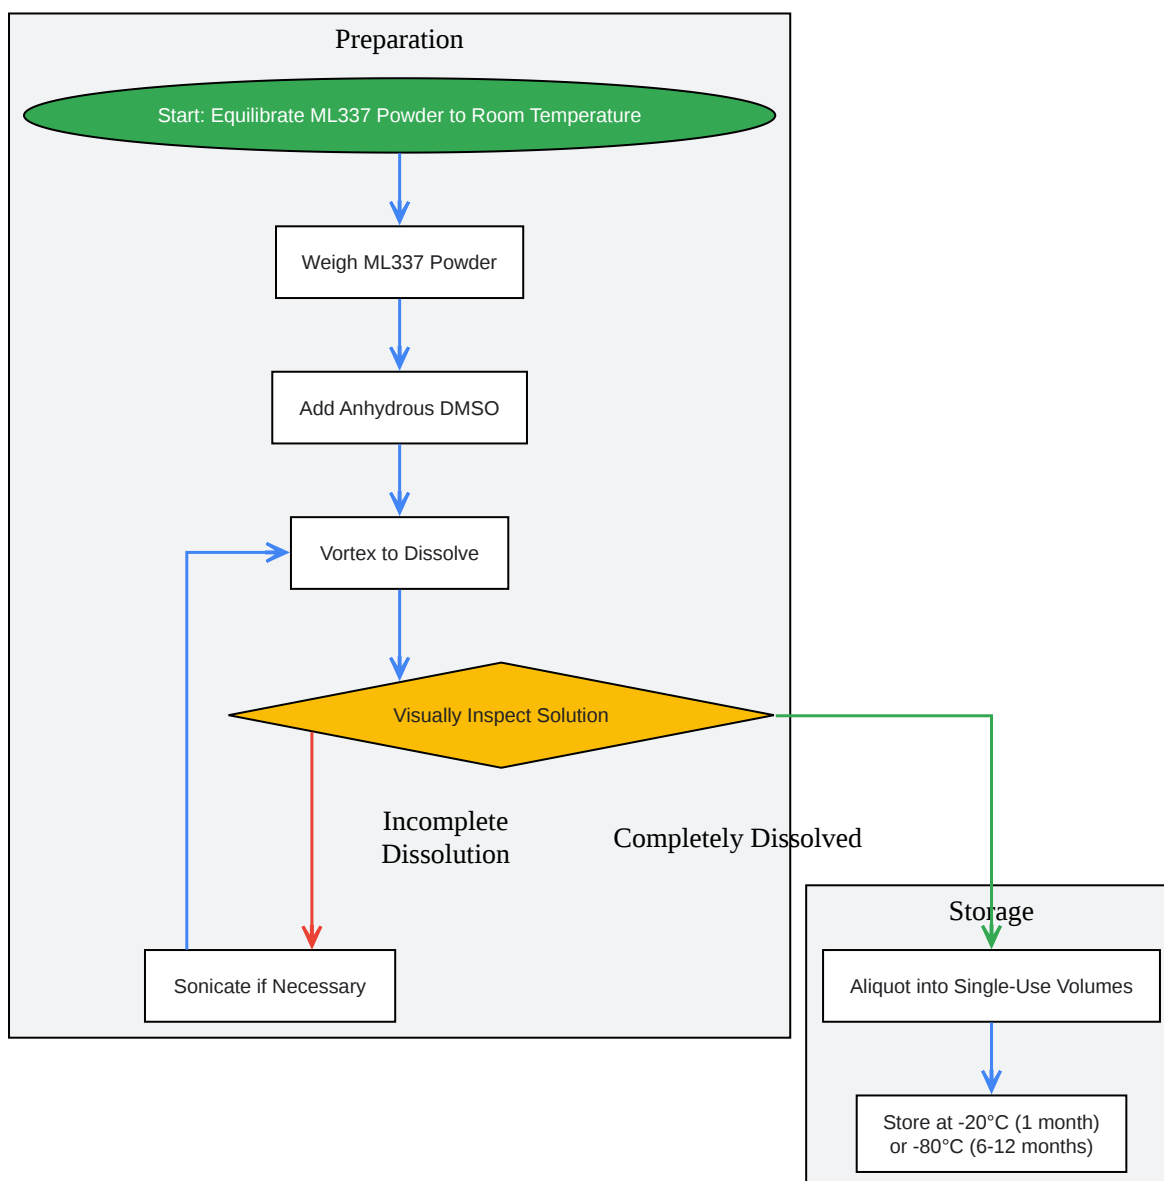 Preparation
Start: Equilibrate ML337 Powder to Room Temperature
Weigh ML337 Powder
Add Anhydrous DMSO
Vortex to Dissolve
Visually Inspect Solution
Incomplete
Dissolution
Completely Dissolved
Sonicate if Necessary
Storage
Aliquot into Single-Use Volumes
Store at -20°C (1 month)
or -80°C (6-12 months)